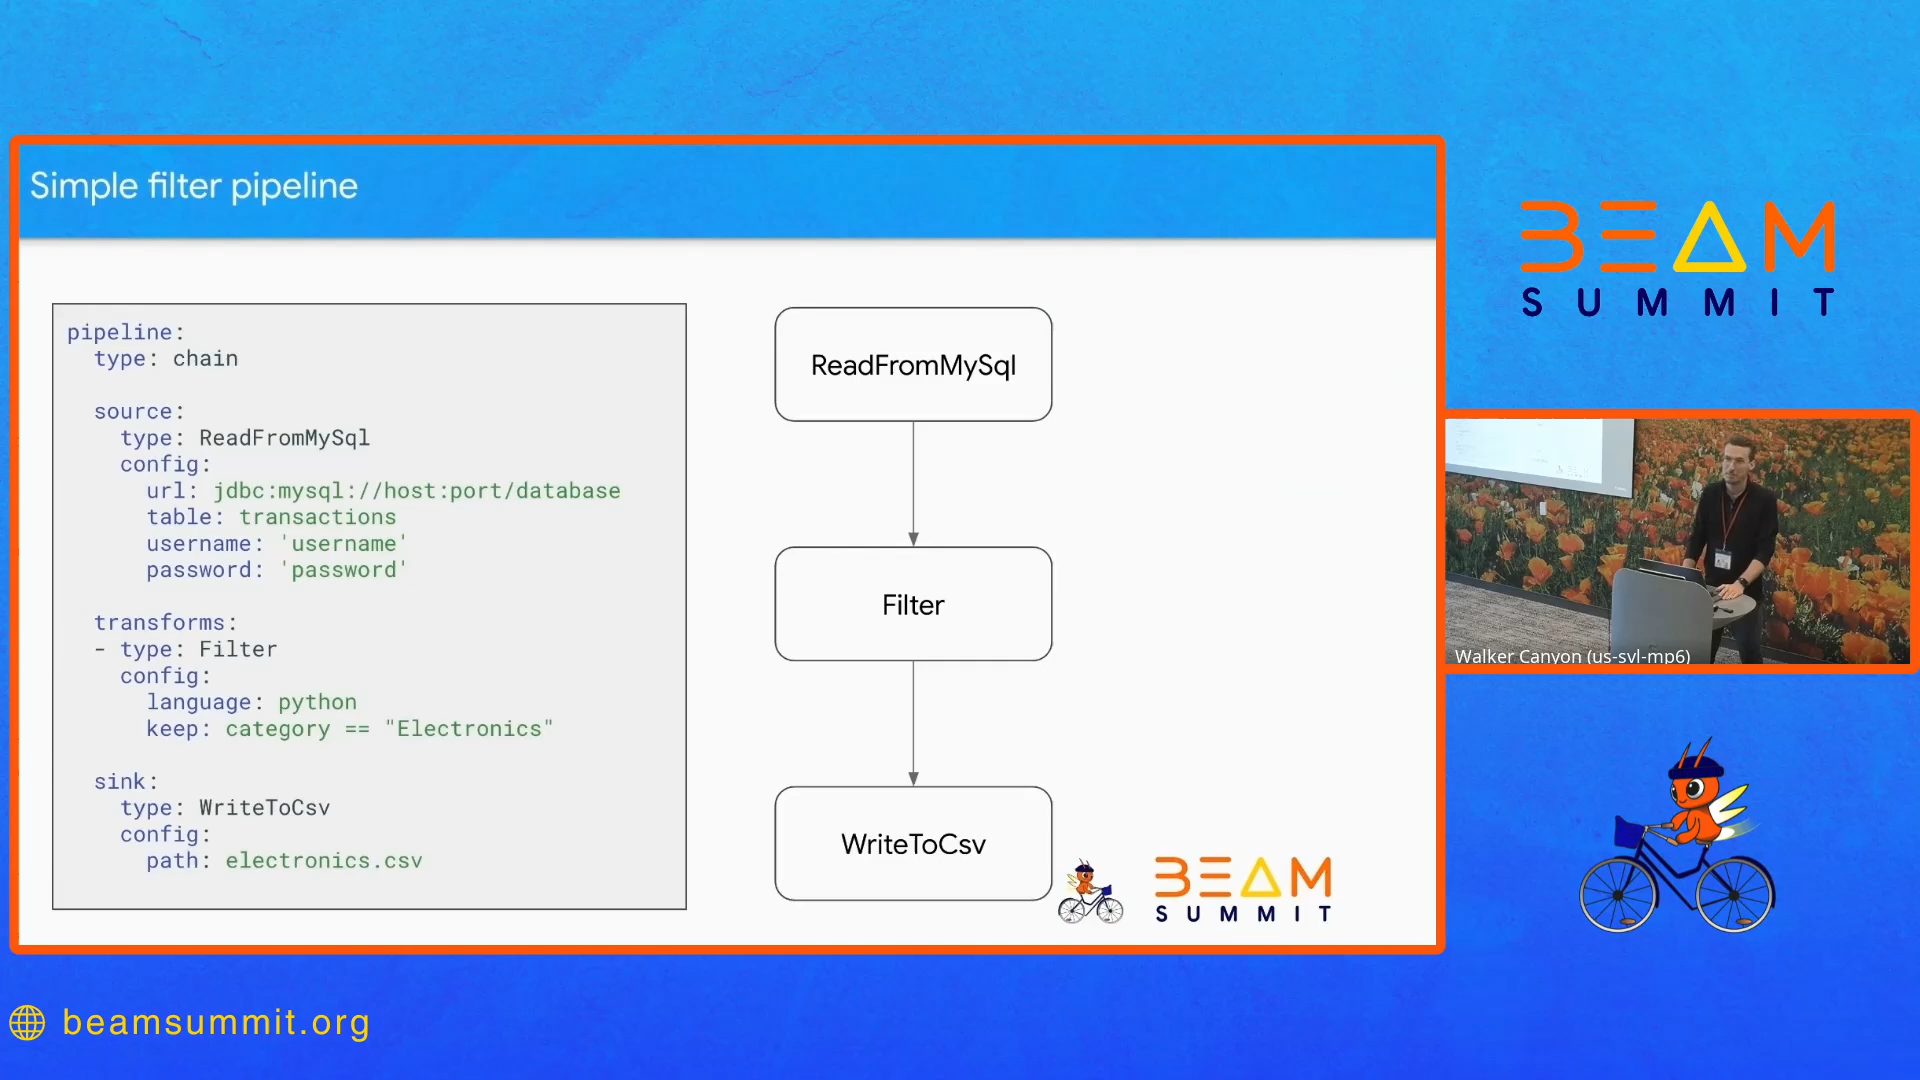 Simple filter pipeline
pipeline:
type: chain
source:
type: ReadFromMySql
config:
url: jdbc:mysql://host:port/database
table: transactions
username: 'username'
password: 'password'
transforms:
- type: Filter
config:
language: python
keep: category == "Electronics"
sink:
type: WriteToCsv
config:
path: electronics.csv
ReadFromMySql
Filter
WriteToCsv
BEAM
SUMMIT
BEAM
SUMMIT
Walker Canyon (us-svl-mp6)
beamsummit.org